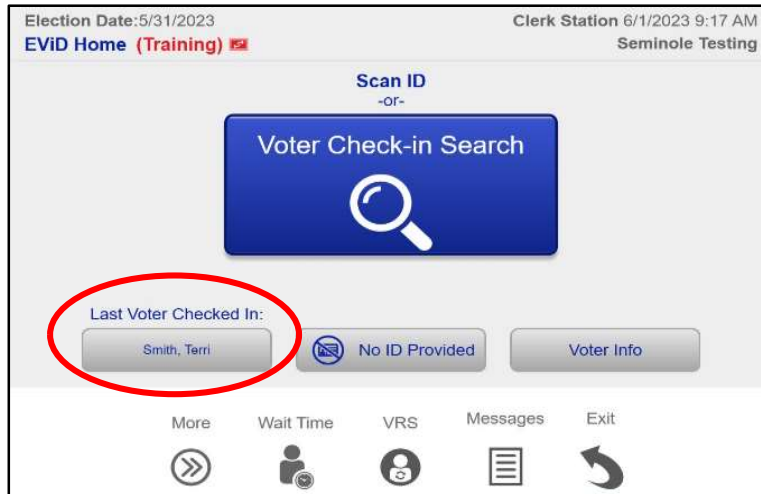 Election Date:5/31/2023 Clerk Station 6/1/2023 9:17 AM
EViD Home (Training) Seminole Testing
Scan ID
-or-
Voter Check-in Search
Last Voter Checked In:
Smith, Terri No ID Provided Voter Info
More Wait Time VRS Messages Exit